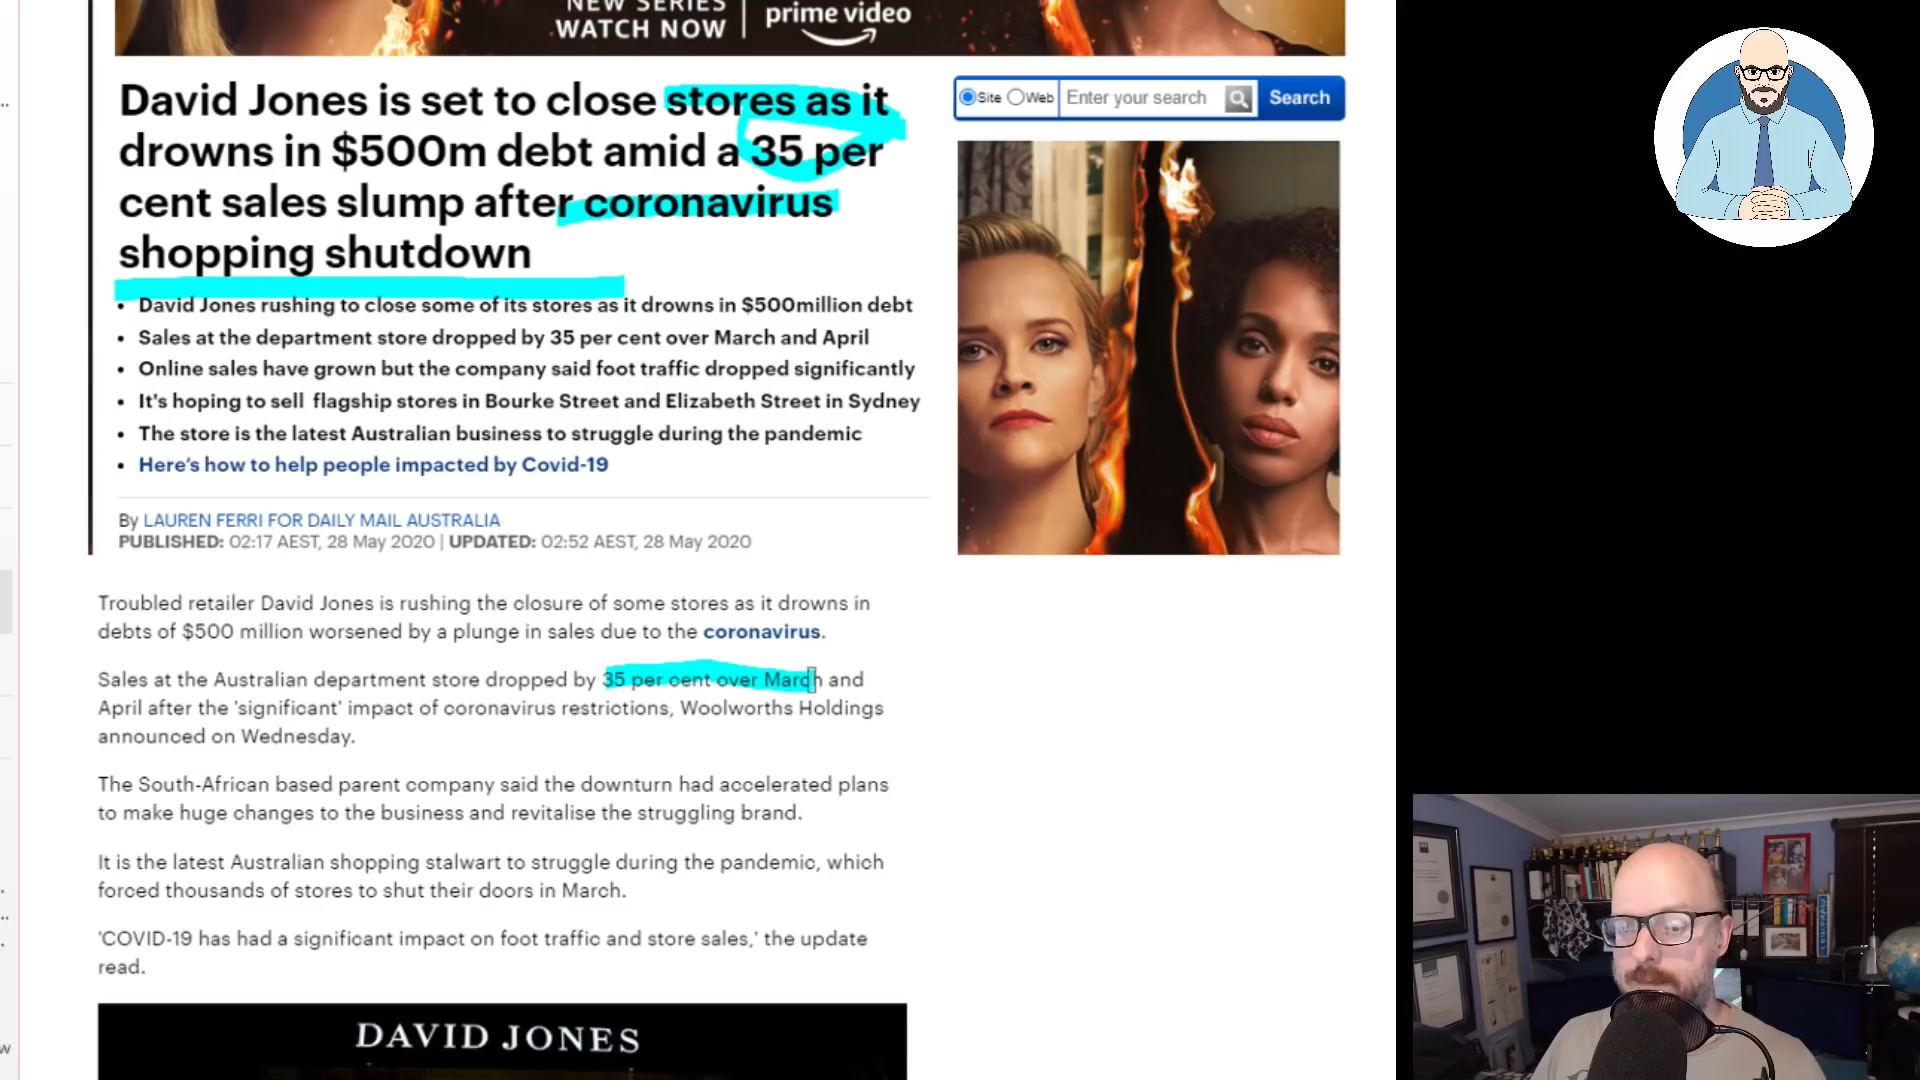 NEW SERIES
WATCH NOW
prime video
David Jones is set to close stores as it
drowns in $500m debt amid a 35 per
cent sales slump after coronavirus
shopping shutdown
Site Web Enter your search Search
• David Jones rushing to close some of its stores as it drowns in $500million debt
• Sales at the department store dropped by 35 per cent over March and April
• Online sales have grown but the company said foot traffic dropped significantly
• It's hoping to sell flagship stores in Bourke Street and Elizabeth Street in Sydney
• The store is the latest Australian business to struggle during the pandemic
• Here's how to help people impacted by Covid-19
By LAUREN FERRI FOR DAILY MAIL AUSTRALIA
PUBLISHED: 02:17 AEST, 28 May 2020 | UPDATED: 02:52 AEST, 28 May 2020
Troubled retailer David Jones is rushing the closure of some stores as it drowns in
debts of $500 million worsened by a plunge in sales due to the coronavirus.
Sales at the Australian department store dropped by 35 per cent over March and
April after the 'significant' impact of coronavirus restrictions, Woolworths Holdings
announced on Wednesday.
The South-African based parent company said the downturn had accelerated plans
to make huge changes to the business and revitalise the struggling brand.
It is the latest Australian shopping stalwart to struggle during the pandemic, which
forced thousands of stores to shut their doors in March.
'COVID-19 has had a significant impact on foot traffic and store sales,' the update
read.
DAVID JONES